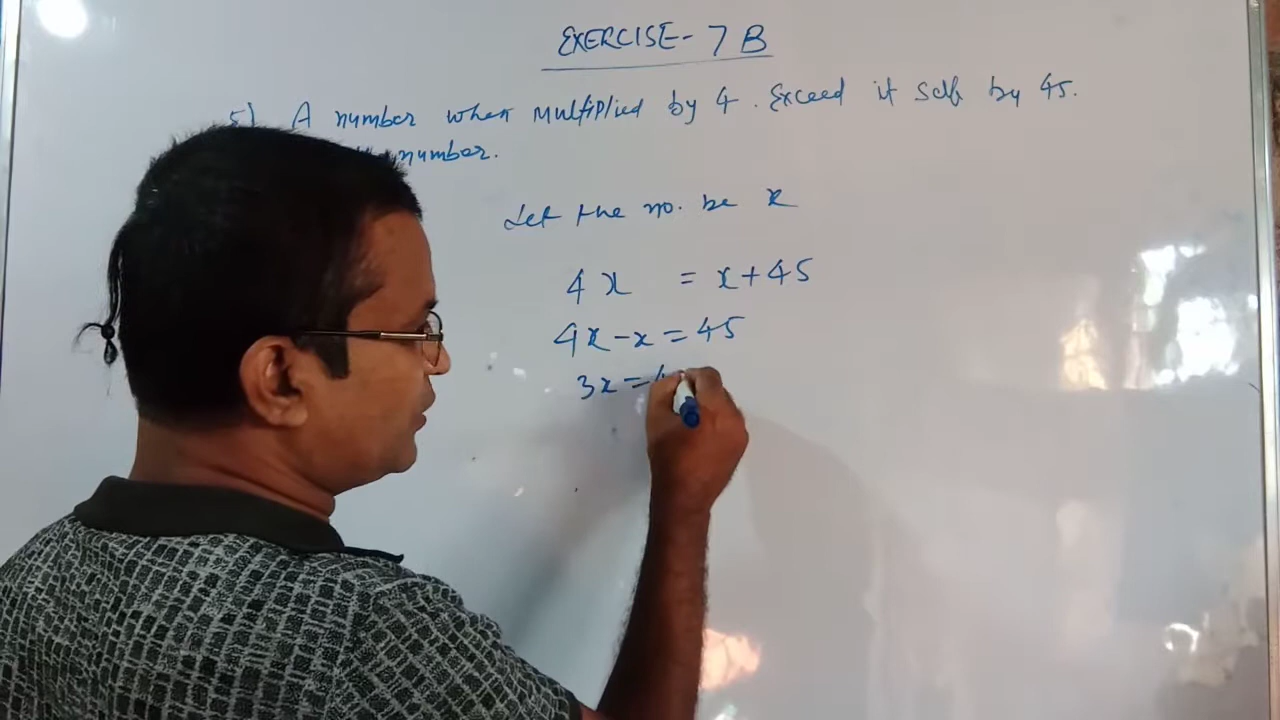 EXERCISE- 7 B
5) A number when multiplied by 4. Exceed it self by 45.
number.
Let the no. be x
4x = x+45
4x-x=45
3x=